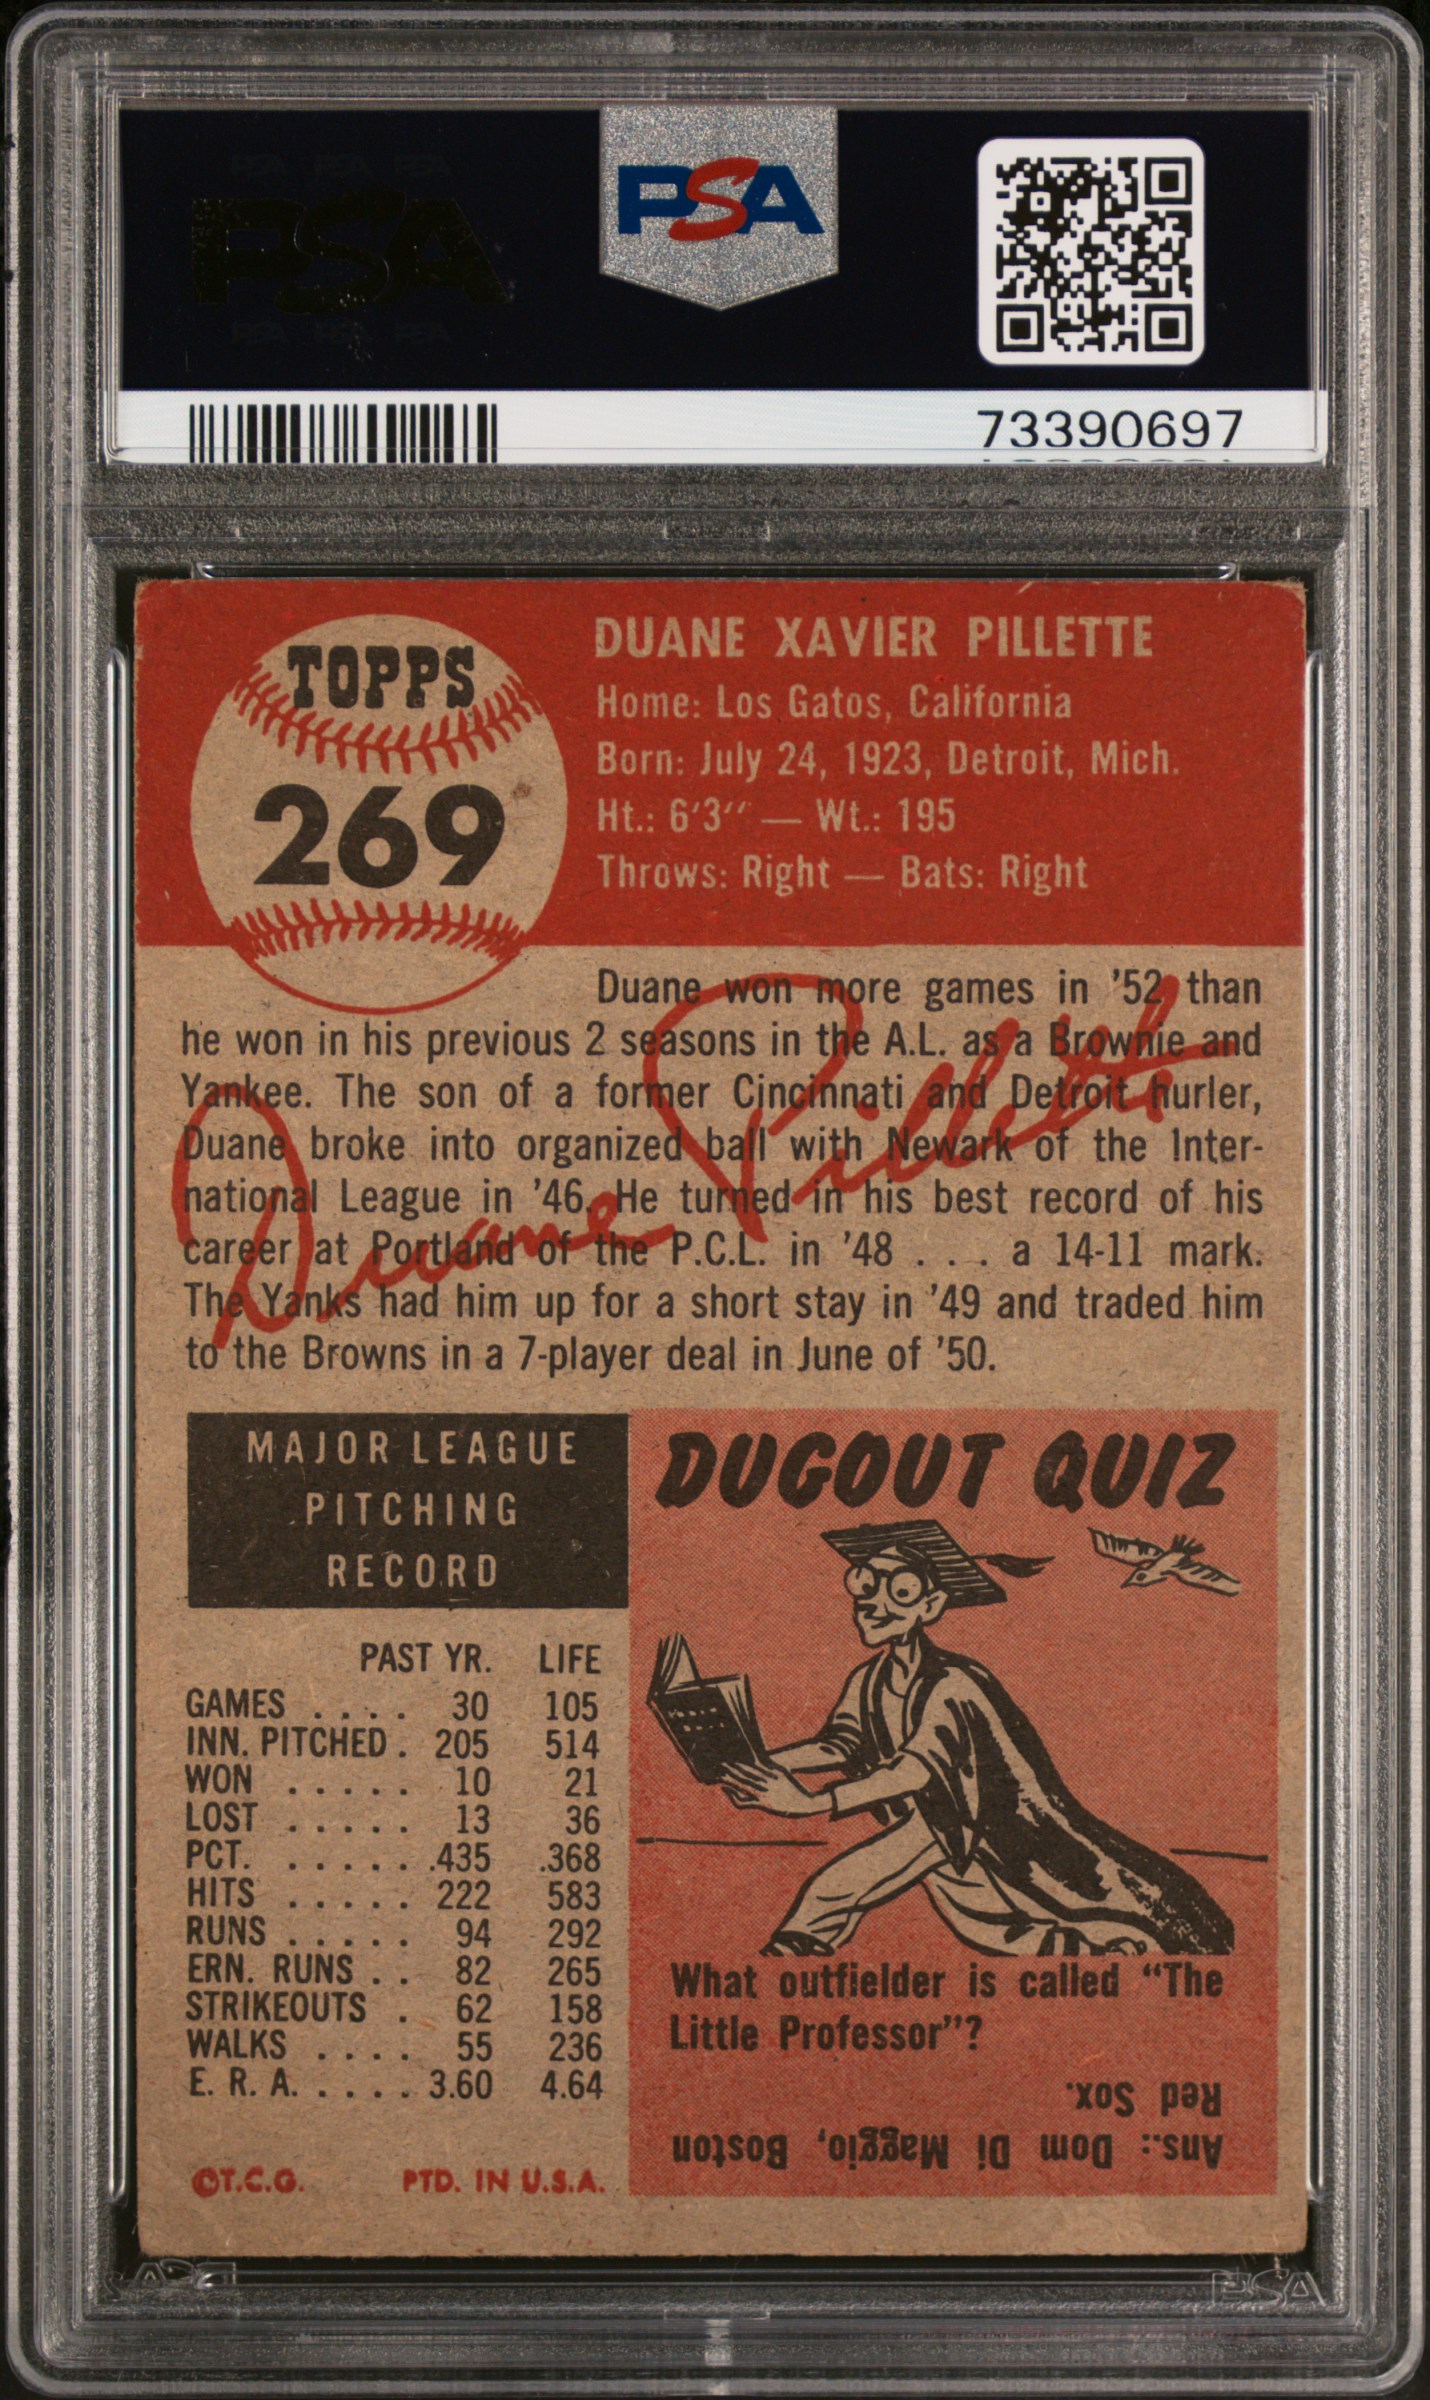 PSA
73390697
TOPPS
269
DUANE XAVIER PILLETTE
Home: Los Gatos, California
Born: July 24, 1923, Detroit, Mich.
Ht.: 6'3'' — Wt.: 195
Throws: Right — Bats: Right
Duane won more games in '52 than
he won in his previous 2 seasons in the A.L. as a Brownie and
Yankee. The son of a former Cincinnati and Detroit hurler,
Duane broke into organized ball with Newark of the Inter-
national League in '46. He turned in his best record of his
career at Portland of the P.C.L. in '48 . . . a 14-11 mark.
The Yanks had him up for a short stay in '49 and traded him
to the Browns in a 7-player deal in June of '50.
Duane Pillette
MAJOR LEAGUE
PITCHING
RECORD
PAST YR. LIFE
GAMES . . . . 30 105
INN. PITCHED . 205 514
WON . . . . . 10 21
LOST . . . . . 13 36
PCT. . . . . . .435 .368
HITS . . . . . 222 583
RUNS . . . . . 94 292
ERN. RUNS . . 82 265
STRIKEOUTS . 62 158
WALKS . . . . 55 236
E. R. A. . . . . 3.60 4.64
©T.C.G. PTD. IN U.S.A.
DUGOUT QUIZ
What outfielder is called "The
Little Professor"?
Ans.: Dom Di Maggio, Boston
Red Sox.
PSA
PSA